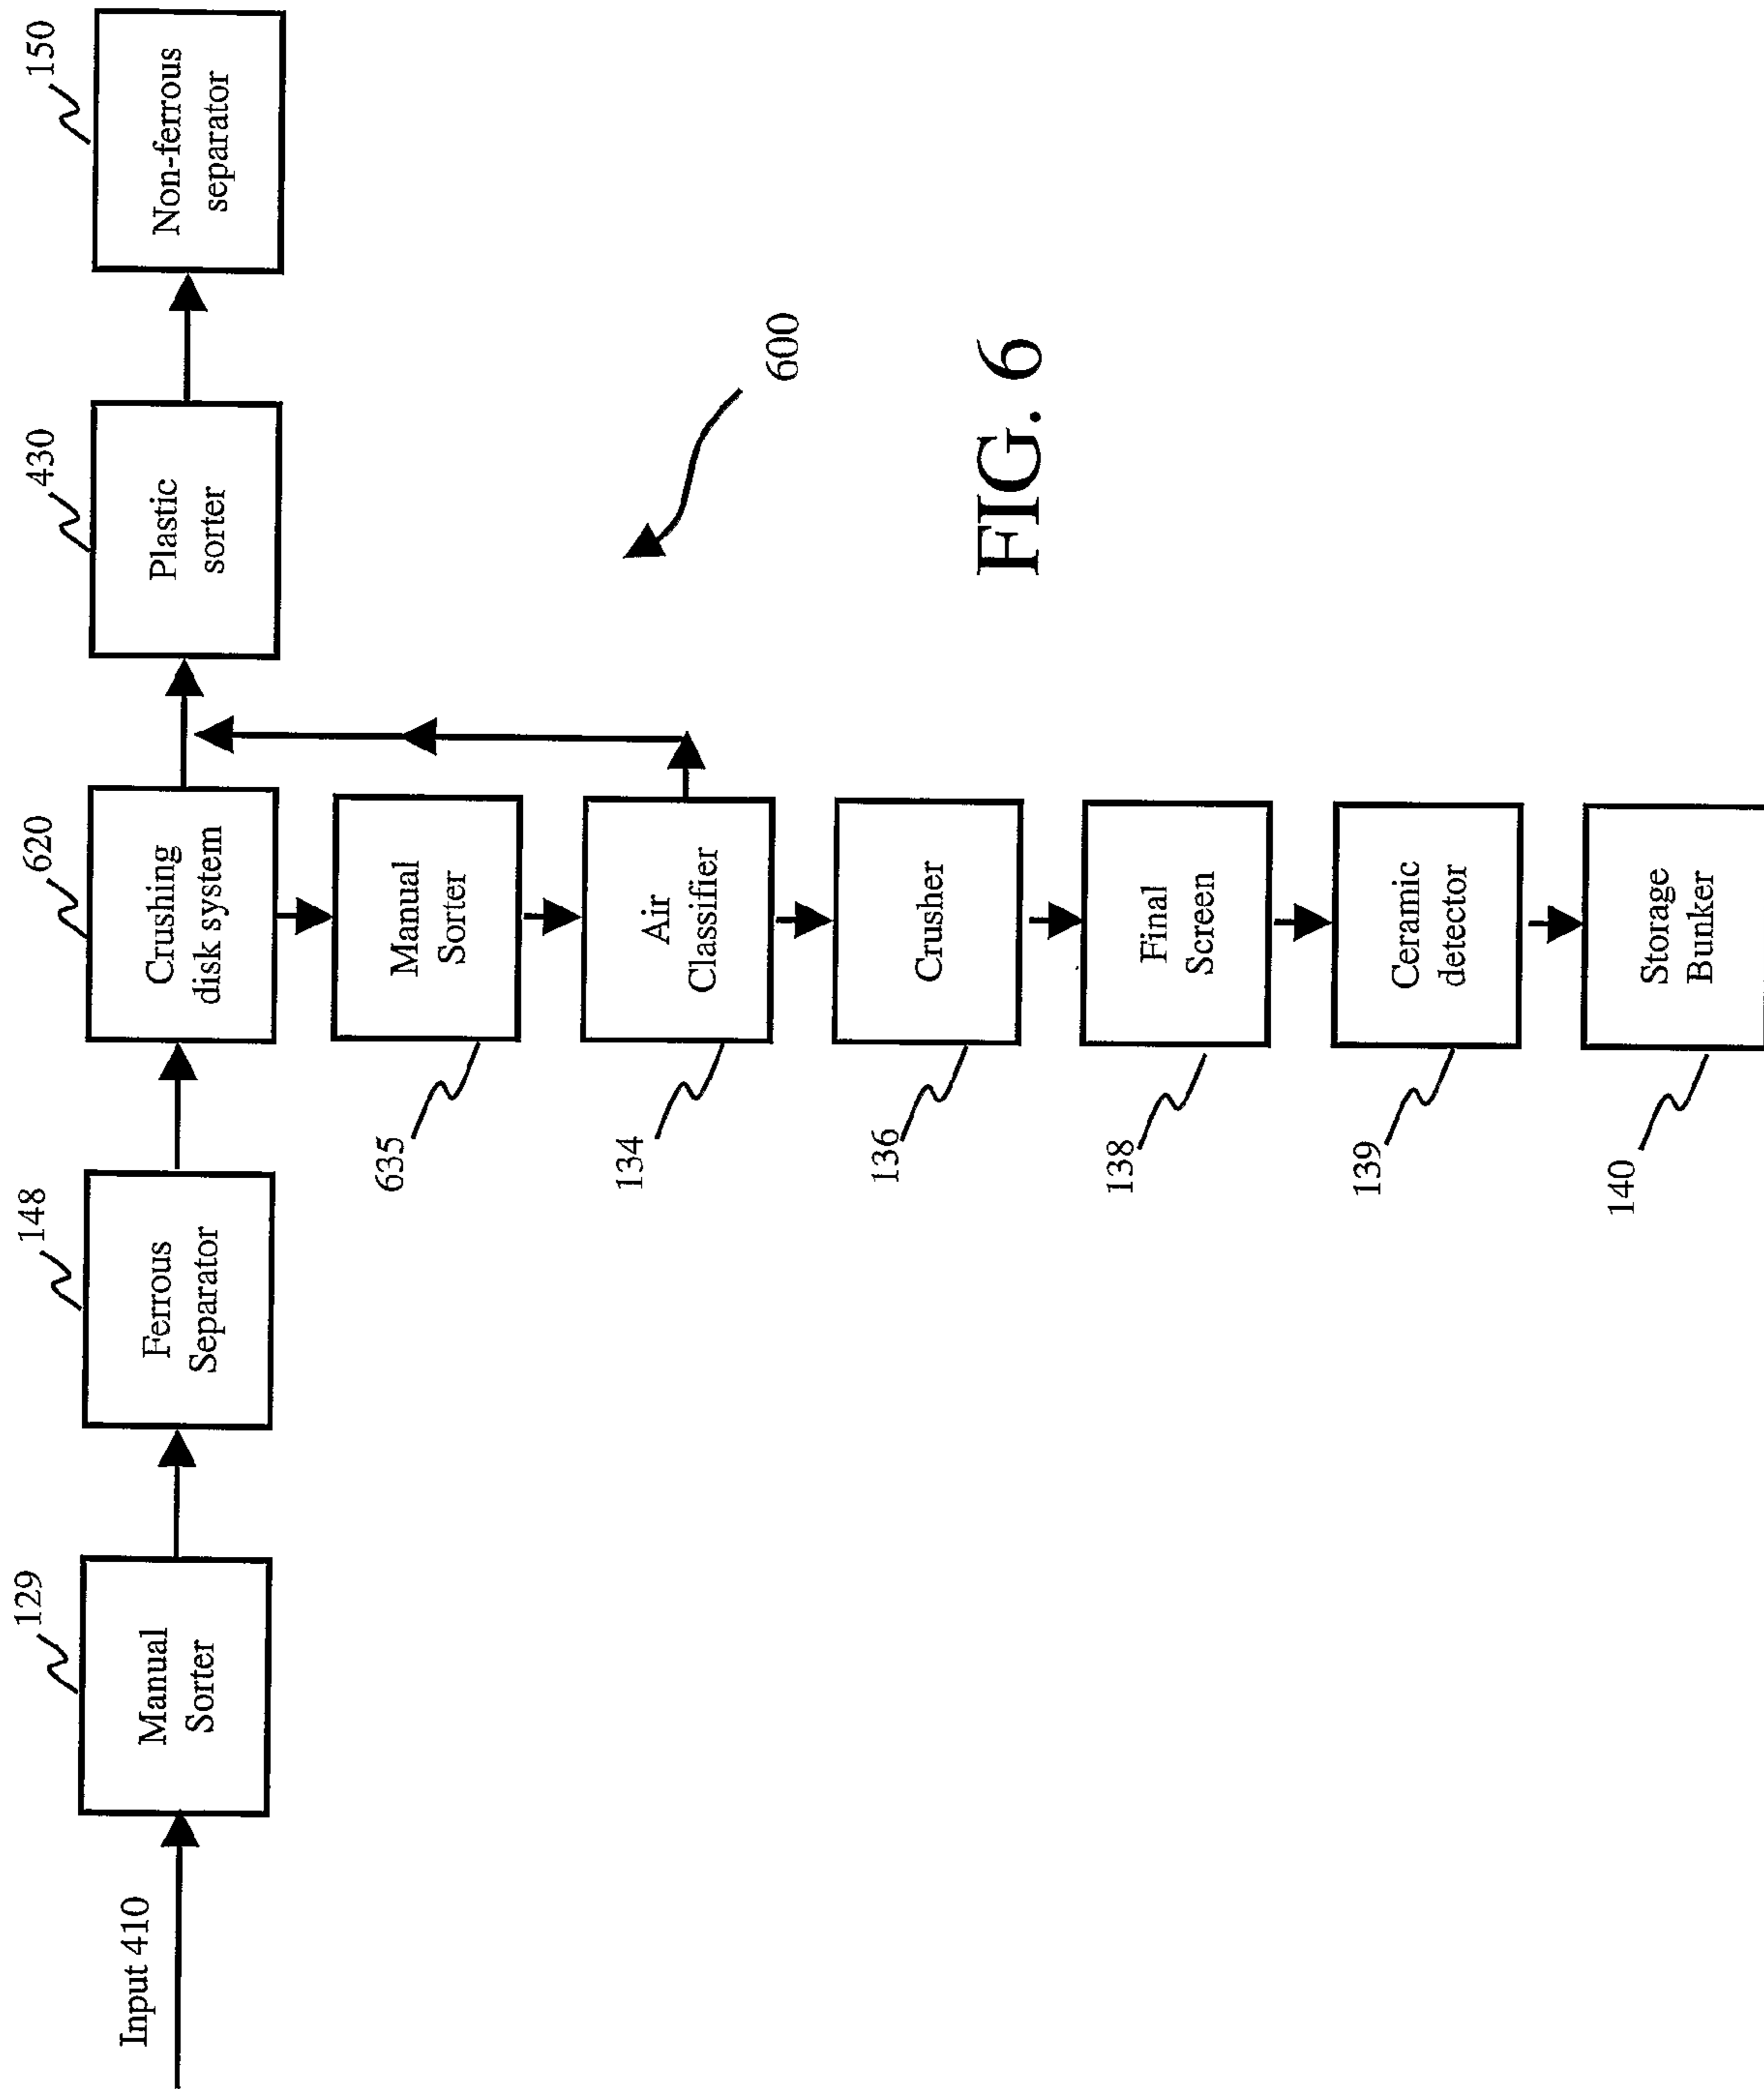 Input 410
129
Manual
Sorter
148
Ferrous
Separator
620
Crushing
disk system
430
Plastic
sorter
150
Non-ferrous
separator
635
Manual
Sorter
134
Air
Classifier
136
Crusher
138
Final
Screen
139
Ceramic
detector
140
Storage
Bunker
600
FIG. 6